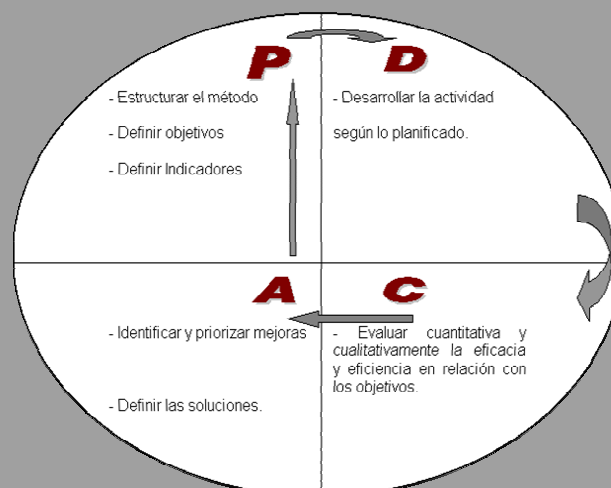 P
- Estructurar el método
- Definir objetivos
- Definir Indicadores
D
- Desarrollar la actividad
según lo planificado.
A
- Identificar y priorizar mejoras
- Definir las soluciones.
C
- Evaluar cuantitativa y
cualitativamente la eficacia
y eficiencia en relación con
los objetivos.